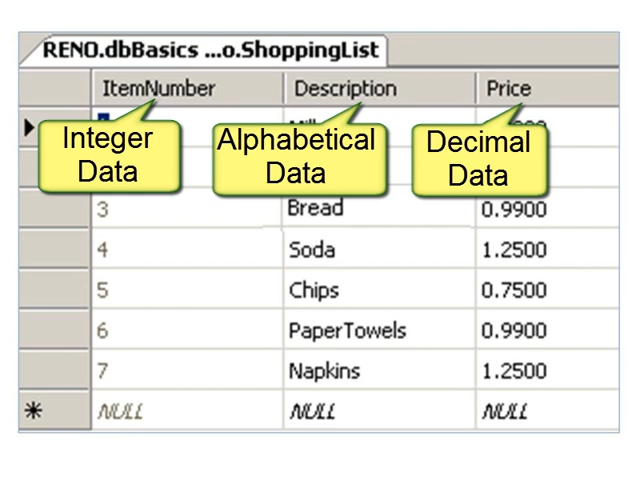 RENO.dbBasics ...o.ShoppingList
ItemNumber Description Price
Integer Data
Alphabetical Data
Decimal Data
3 Bread 0.9900
4 Soda 1.2500
5 Chips 0.7500
6 PaperTowels 0.9900
7 Napkins 1.2500
NULL NULL NULL